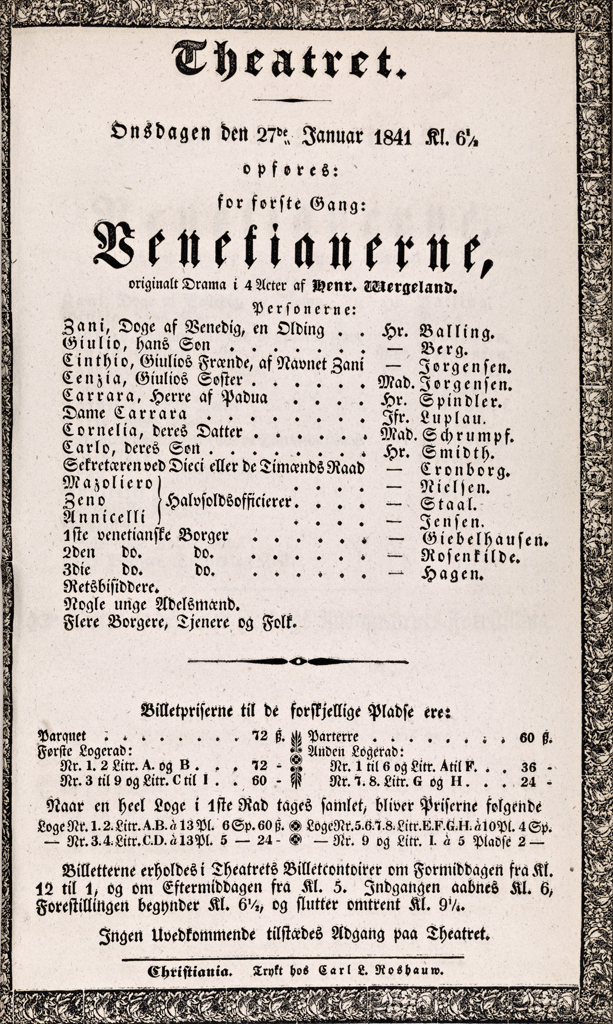 Theatret.
Onsdagen den 27de Januar 1841 Kl. 6½
opføres:
for første Gang:
Venetianerne,
originalt Drama i 4 Acter af Henr. Wergeland.
Personerne:
Zani, Doge af Venedig, en Olding . . Hr. Balling.
Giulio, hans Søn . . . . . . . — Berg.
Cinthio, Giulios Frænde, af Navnet Zani — Jørgensen.
Cenzia, Giulios Søster . . . . . . Mad. Jørgensen.
Carrara, Herre af Padua . . . . Hr. Spindler.
Dame Carrara . . . . . . . . Jfr. Luplau.
Cornelia, deres Datter . . . . . . Mad. Schrumpf.
Carlo, deres Søn . . . . . . . . Hr. Smidth.
Sekretæren ved Dieci eller de Timænds Raad — Cronborg.
Mazoliero } . . . . — Nielsen.
Zeno } Halvsoldsofficierer. . . . — Staal.
Annicelli } . . . . — Jensen.
1ste venetianske Borger . . . . . . — Giebelhausen.
2den do. do. . . . . . . — Rosenkilde.
3die do. do. . . . . . . — Hagen.
Retsbisiddere.
Nogle unge Adelsmænd.
Flere Borgere, Tjenere og Folk.
Billetpriserne til de forskjellige Pladse ere:
Parquet . . . . . . . 72 ß.
Første Logerad:
Nr. 1. 2 Litr. A. og B . . . 72 -
Nr. 3 til 9 og Litr. C til I . . 60 -
Parterre . . . . . . . . 60 ß.
Anden Logerad:
Nr. 1 til 6 og Litr. A til F. . . 36 -
Nr. 7. 8. Litr. G og H. . . . 24 -
Naar en heel Loge i 1ste Rad tages samlet, bliver Priserne følgende
Loge Nr. 1. 2. Litr. A. B. à 13 Pl. 6 Sp. 60 ß.
— Nr. 3. 4. Litr. C.D. à 13 Pl. 5 — 24 -
Loge Nr. 5. 6. 7. 8. Litr. E. F. G. H. à 10 Pl. 4 Sp.
— Nr. 9 og Litr. I. à 5 Pladse 2 —
Billetterne erholdes i Theatrets Billetcontoirer om Formiddagen fra Kl.
12 til 1, og om Eftermiddagen fra Kl. 5. Indgangen aabnes Kl. 6,
Forestillingen begynder Kl. 6½, og slutter omtrent Kl. 9¼.
Ingen Uvedkommende tilstædes Adgang paa Theatret.
Christiania. Trykt hos Carl L. Roshauw.